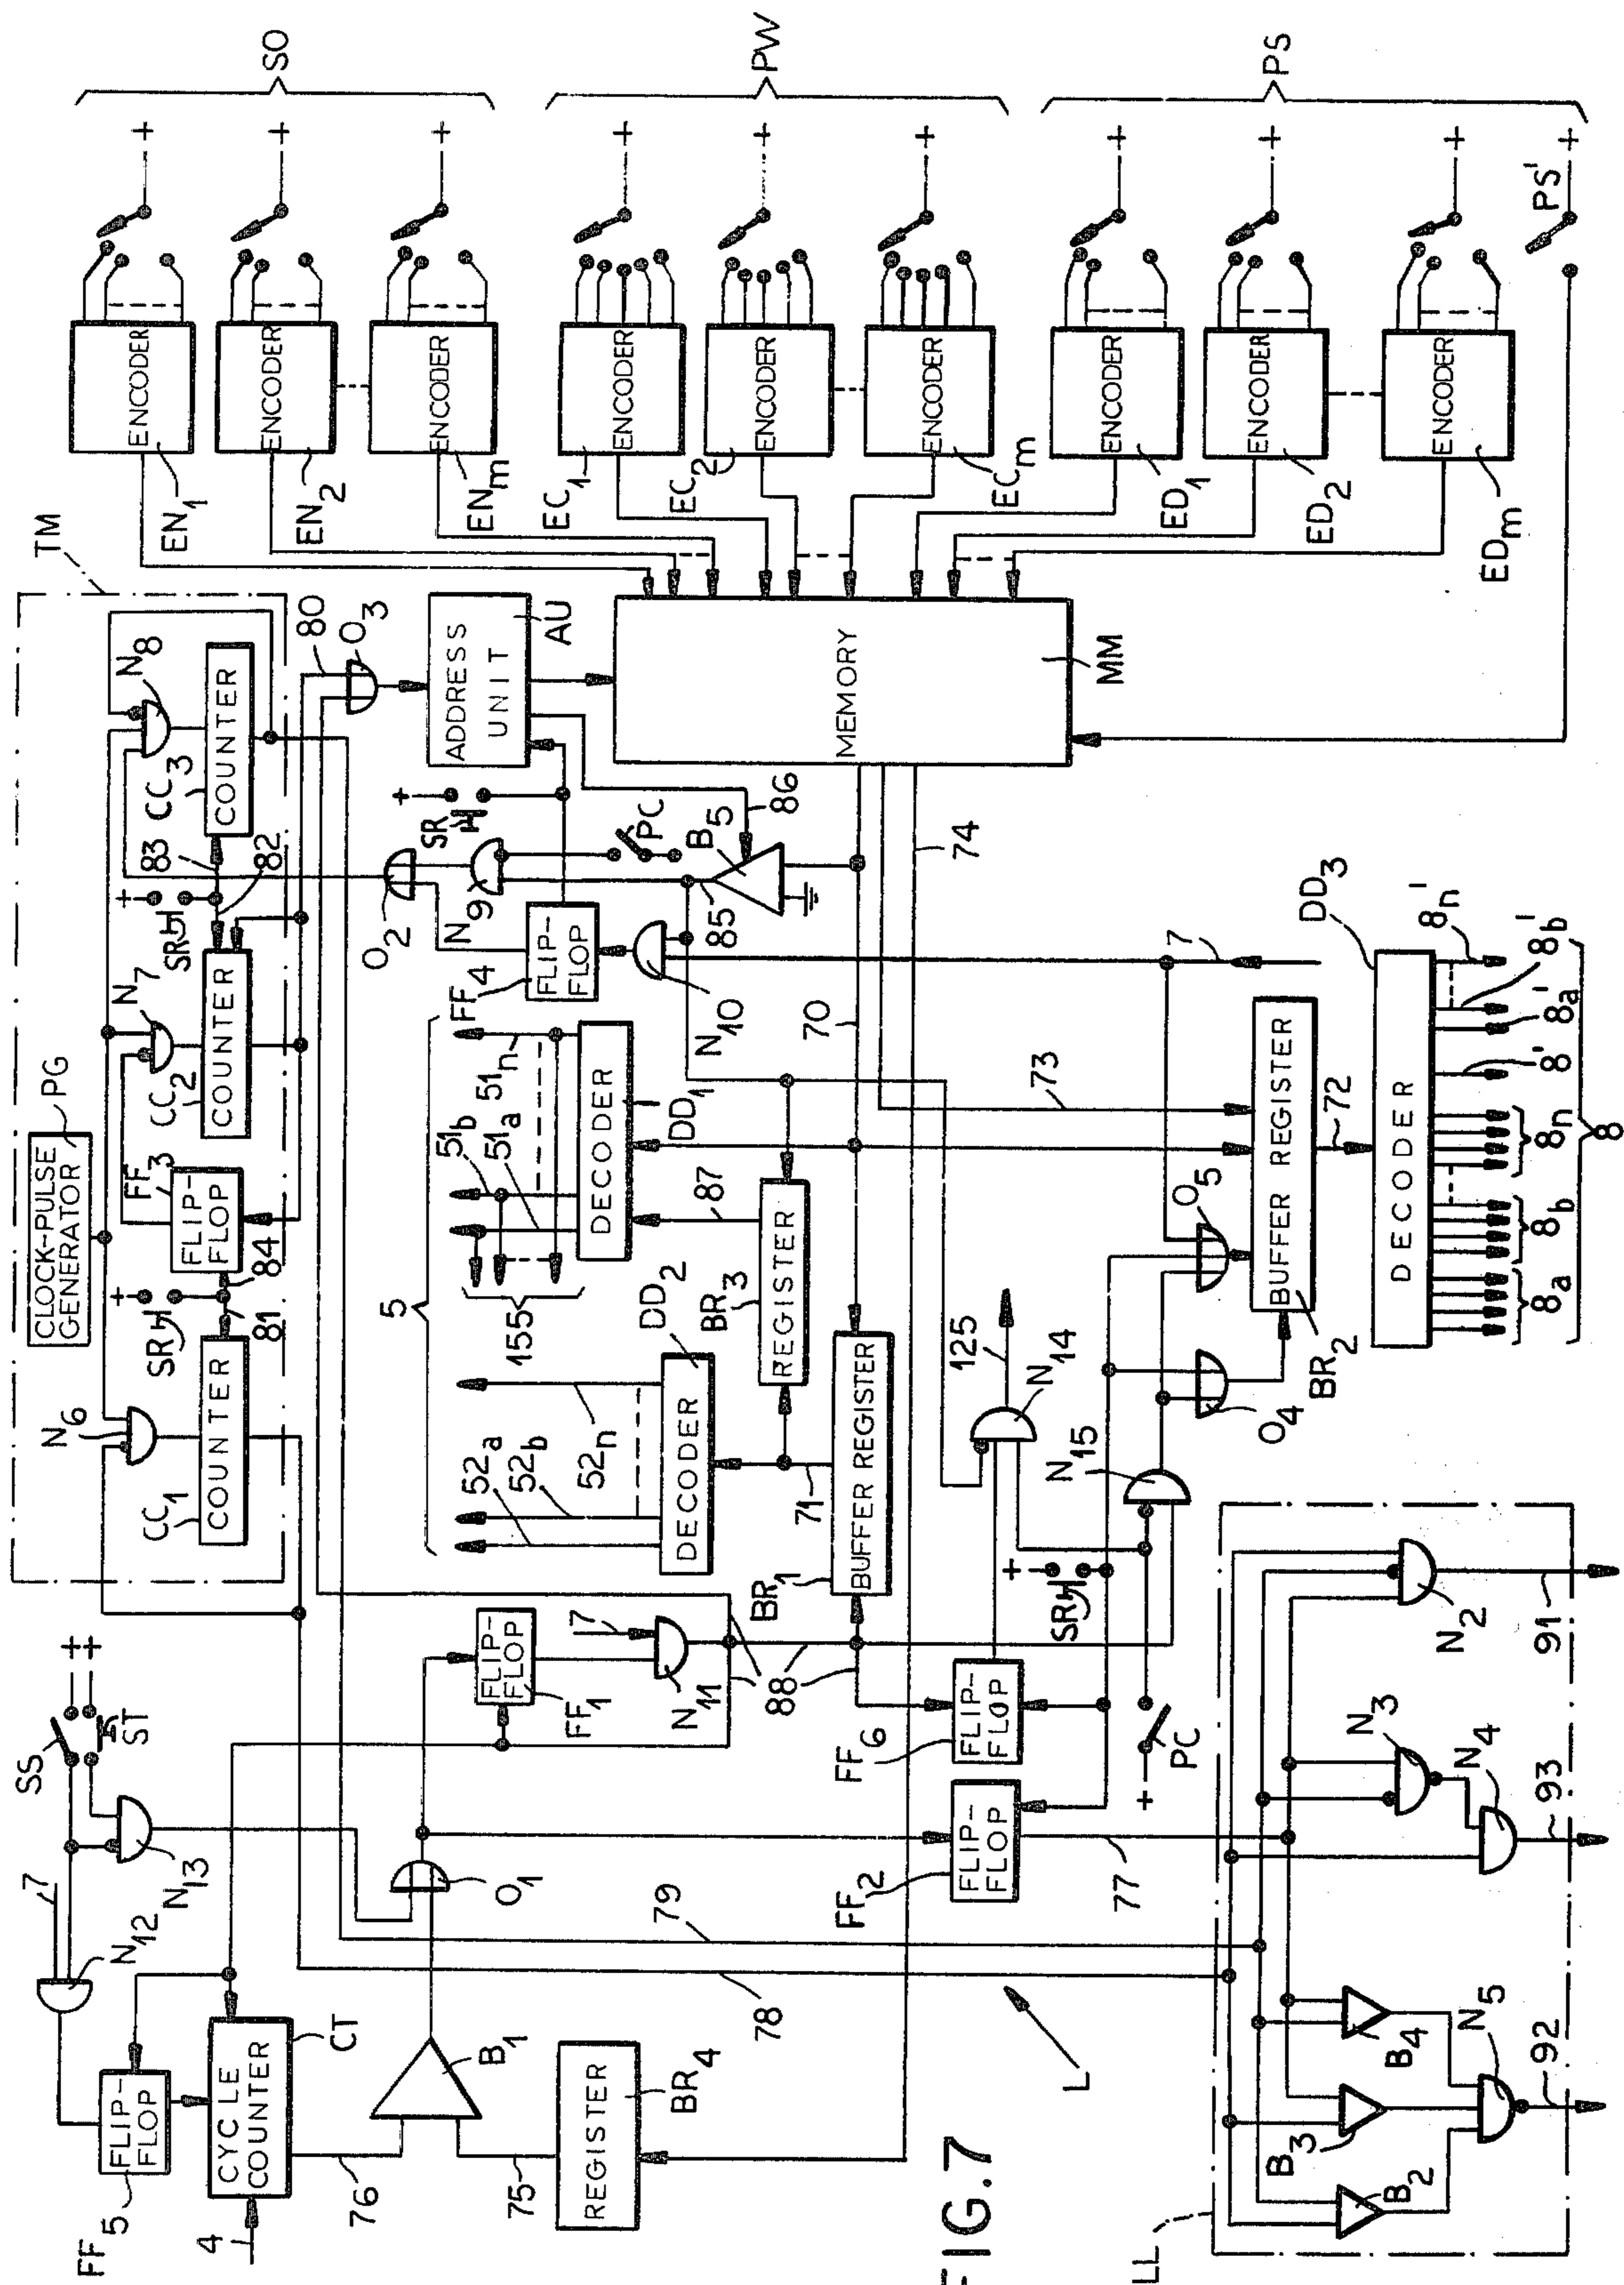 SO
PW
PS
PS'
+
+
+
+
+
+
+
+
+
+
ENCODER
ENCODER
ENCODER
ENCODER
ENCODER
ENCODER
ENCODER
ENCODER
ENCODER
EN1
EN2
ENm
EC1
EC2
ECm
ED1
ED2
EDm
TM
CLOCK-PULSE GENERATOR
PG
N6
N7
N8
CC1
COUNTER
CC2
COUNTER
CC3
COUNTER
FF3
FLIP-FLOP
SR
+
SR
+
81
84
82
83
80
O3
ADDRESS UNIT
AU
MEMORY
MM
SR
+
86
PC
B5
85
O2
N9
FF4
FLIP-FLOP
N10
70
73
74
7
5
51a
51b
51n
155
DECODER
DD1
87
BR3
REGISTER
DD2
DECODER
52a
52b
52n
71
BR1
BUFFER REGISTER
125
N14
N15
O4
O5
BUFFER REGISTER
BR2
72
DECODER
DD3
8a
8b
8n
8'
8a'
8b'
8n'
8
SS
ST
+
+
7
N12
N13
FF5
FLIP-FLOP
CYCLE COUNTER
CT
4
76
B1
75
REGISTER
BR4
O1
FF1
FLIP-FLOP
7
N11
88
FF6
FLIP-FLOP
FF2
FLIP-FLOP
77
78
79
SR
+
PC
+
L
LL
B2
B3
B4
N5
92
N3
N4
93
N2
91
FIG.7